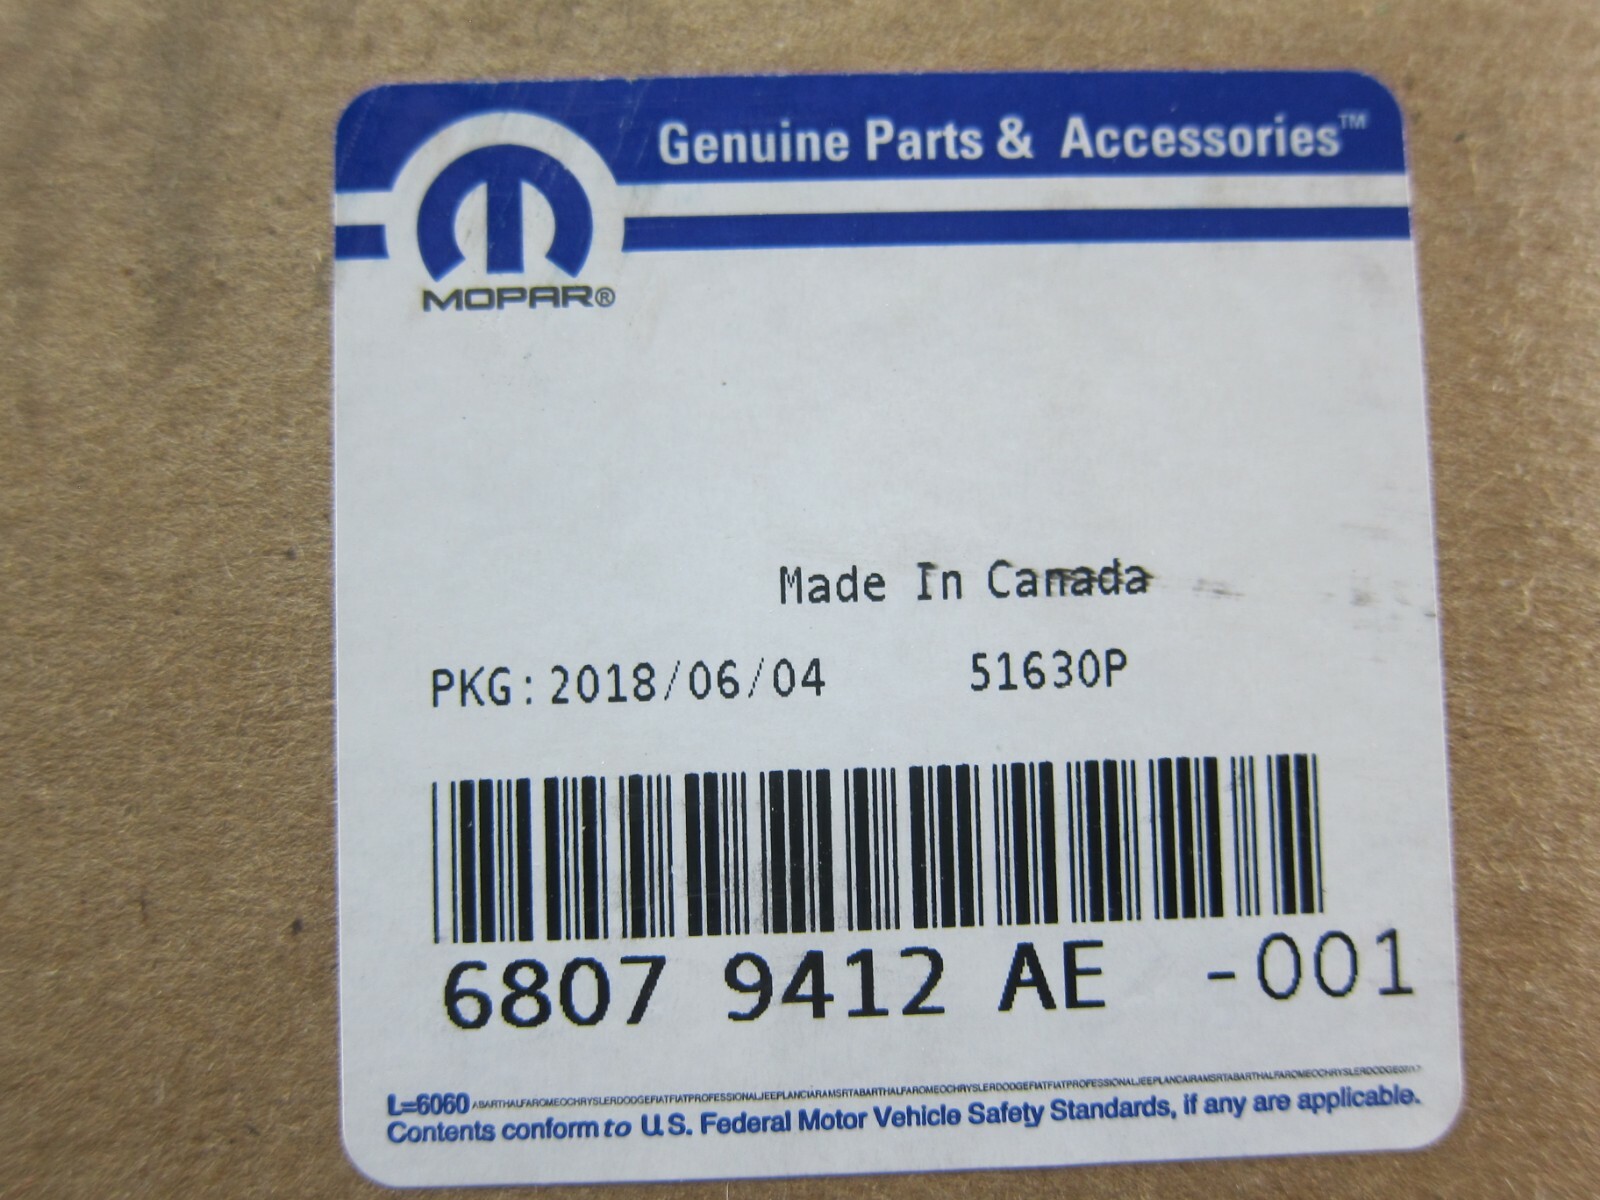 Genuine Parts & Accessories™
MOPAR®
Made In Canada
PKG: 2018/06/04 51630P
6807 9412 AE -001
L=6060
Contents conform to U.S. Federal Motor Vehicle Safety Standards, if any are applicable.